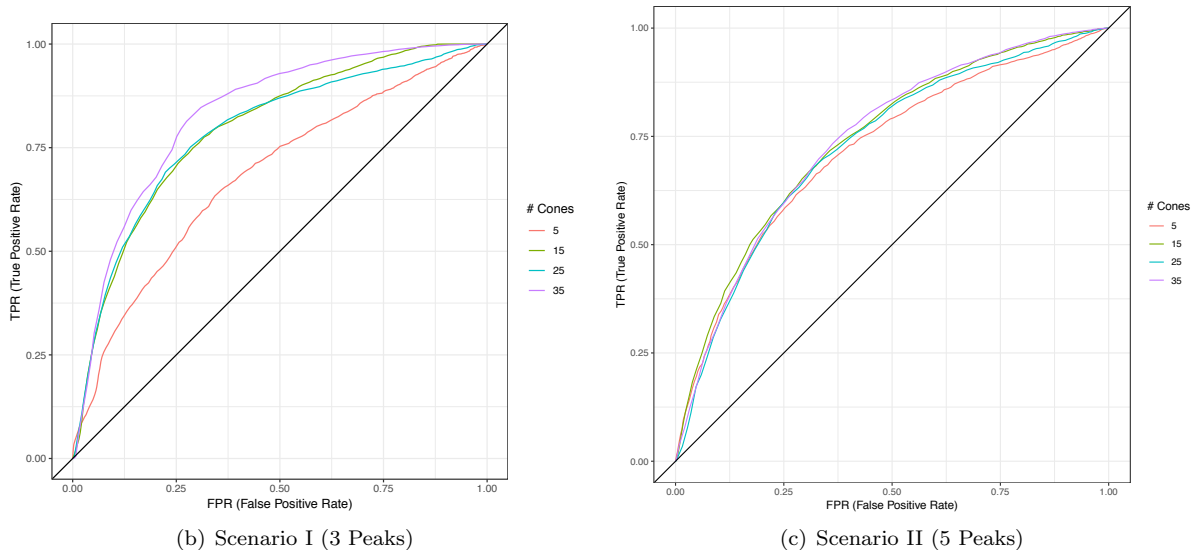 1.00
0.75
0.50
0.25
0.00
TPR (True Positive Rate)
0.00 0.25 0.50 0.75 1.00
FPR (False Positive Rate)
# Cones
5
15
25
35
(b) Scenario I (3 Peaks)
1.00
0.75
0.50
0.25
0.00
TPR (True Positive Rate)
0.00 0.25 0.50 0.75 1.00
FPR (False Positive Rate)
# Cones
5
15
25
35
(c) Scenario II (5 Peaks)